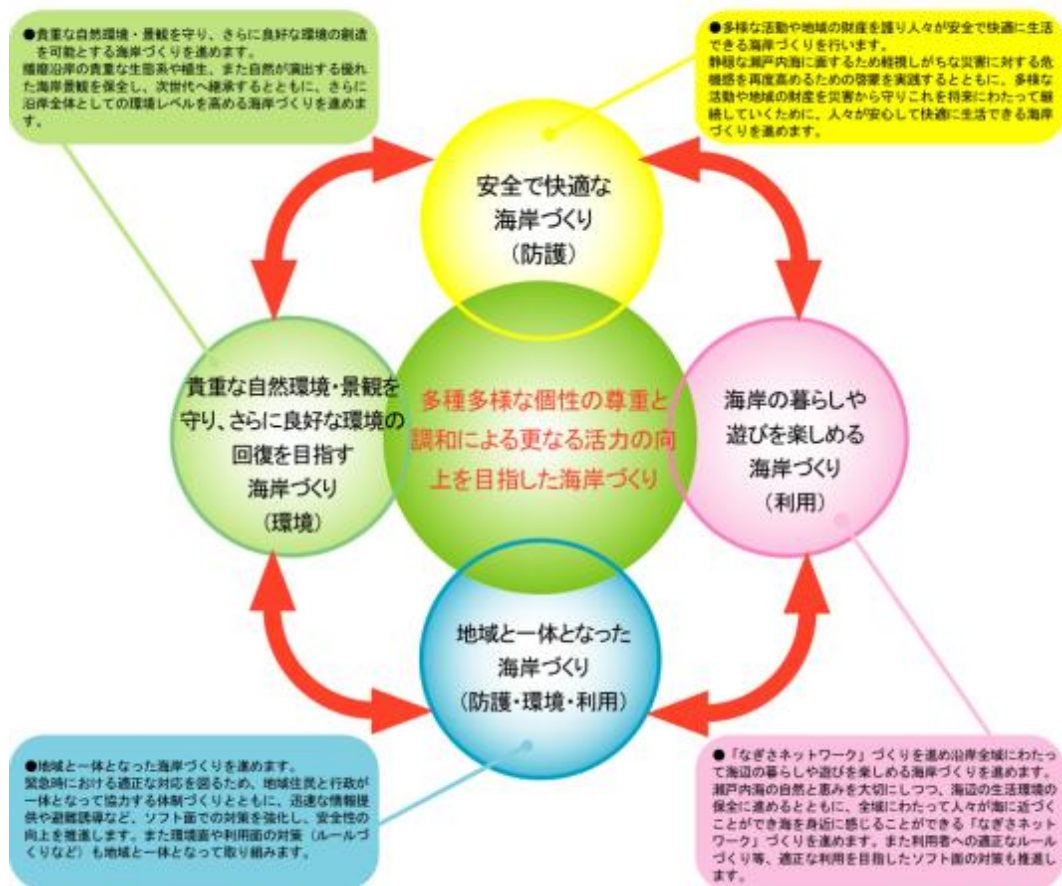 ●貴重な自然環境・景観を守り、さらに良好な環境の創造
を可能とする海岸づくりを進めます。
播磨沿岸の貴重な生態系や植生、また自然が演出する優れ
た海岸景観を保全し、次世代へ継承するとともに、さらに
沿岸全体としての環境レベルを高める海岸づくりを進めま
す。
●多様な活動や地域の財産を護り人々が安全で快適に生活
できる海岸づくりを行います。
静穏な瀬戸内海に面するため軽視しがちな災害に対する危
機感を再度高めるための啓蒙を実践するとともに、多様な
活動や地域の財産を災害から守りこれを将来にわたって継
続していくために、人々が安心して快適に生活できる海岸
づくりを進めます。
安全で快適な
海岸づくり
(防護)
貴重な自然環境・景観を
守り、さらに良好な環境の
回復を目指す
海岸づくり
(環境)
多種多様な個性の尊重と
調和による更なる活力の向
上を目指した海岸づくり
海岸の暮らしや
遊びを楽しめる
海岸づくり
(利用)
地域と一体となった
海岸づくり
(防護・環境・利用)
●地域と一体となった海岸づくりを進めます。
緊急時における適正な対応を図るため、地域住民と行政が
一体となって協力する体制づくりとともに、迅速な情報提
供や避難誘導など、ソフト面での対策を強化し、安全性の
向上を推進します。また環境面や利用面の対策（ルールづ
くりなど）も地域と一体となって取り組みます。
●「なぎさネットワーク」づくりを進め沿岸全域にわたっ
て海辺の暮らしや遊びを楽しめる海岸づくりを進めます。
瀬戸内海の自然と恵みを大切にしつつ、海辺の生活環境の
保全に進めるとともに、全域にわたって人々が海に近づく
ことができ海を身近に感じることができる「なぎさネット
ワーク」づくりを進めます。また利用者への適正なルール
づくり等、適正な利用を目指したソフト面の対策も推進し
ます。